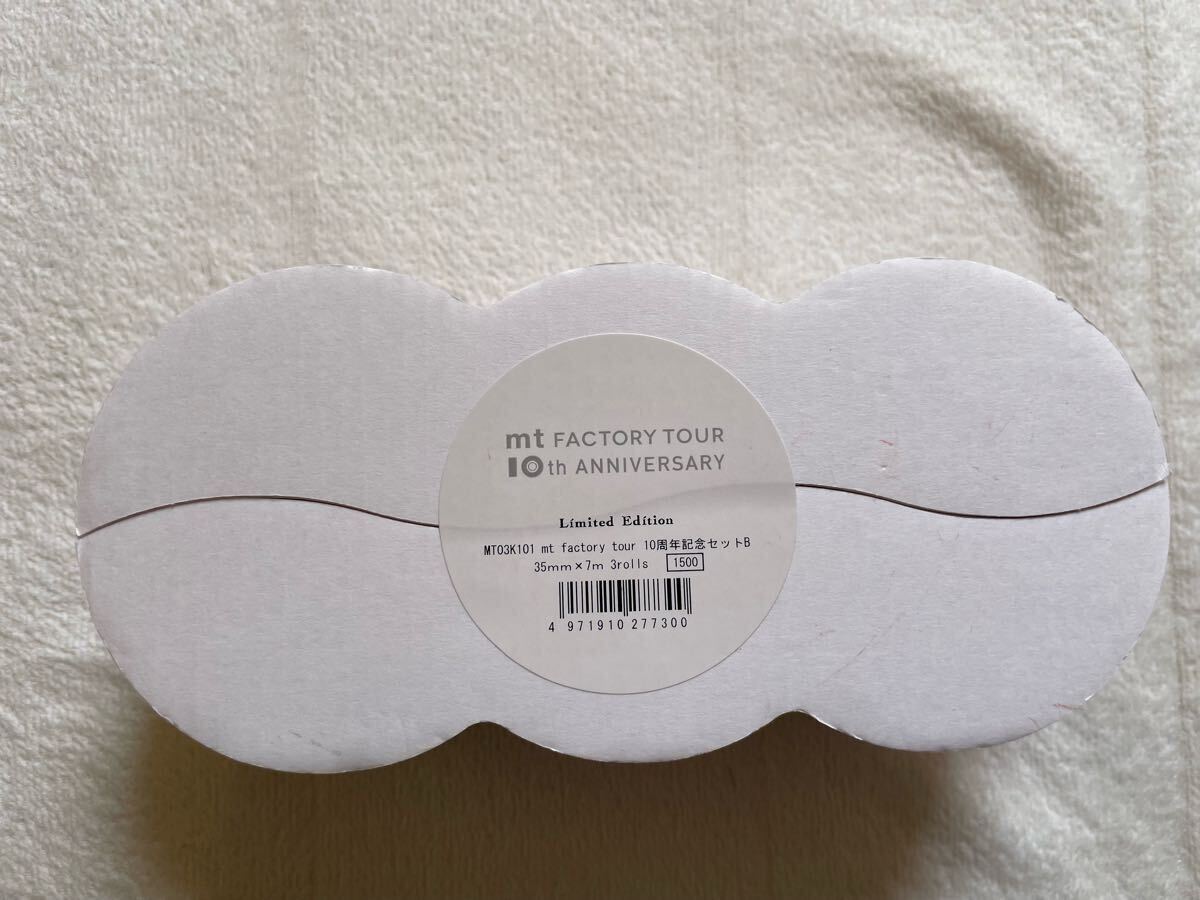 mt FACTORY TOUR
10th ANNIVERSARY
Limited Edition
MT03K101 mt factory tour 10周年記念セットB
35mm×7m 3rolls 1500
4 971910 277300